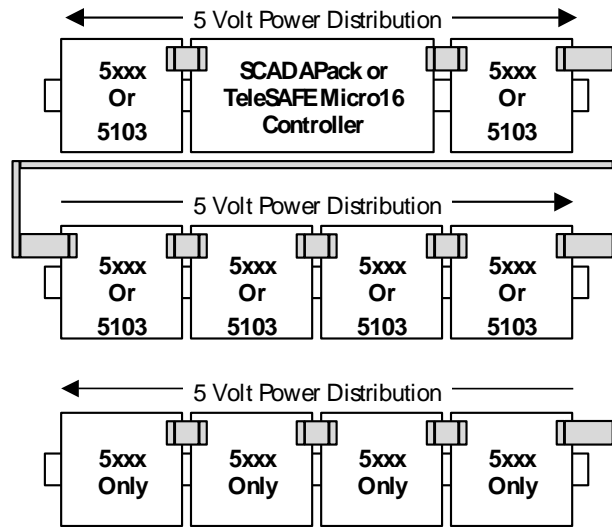 5 Volt Power Distribution
5xxx
Or
5103
SCADAPack or
TeleSAFE Micro16
Controller
5xxx
Or
5103
5 Volt Power Distribution
5xxx
Or
5103
5xxx
Or
5103
5xxx
Or
5103
5xxx
Or
5103
5 Volt Power Distribution
5xxx
Only
5xxx
Only
5xxx
Only
5xxx
Only